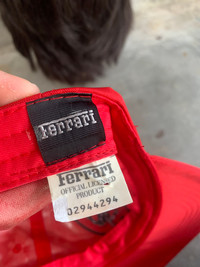 Ferrari
Ferrari
OFFICIAL LICENSED
PRODUCT
02944294